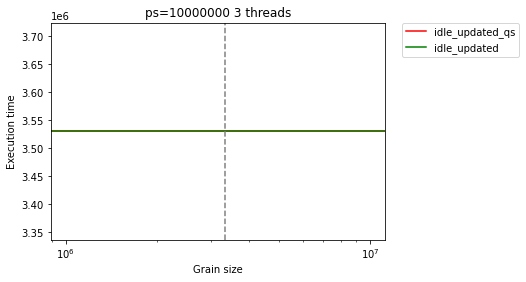 ps=10000000 3 threads
1e6
3.70
3.65
3.60
3.55
3.50
3.45
3.40
3.35
Execution time
10^6
10^7
Grain size
idle_updated_qs
idle_updated